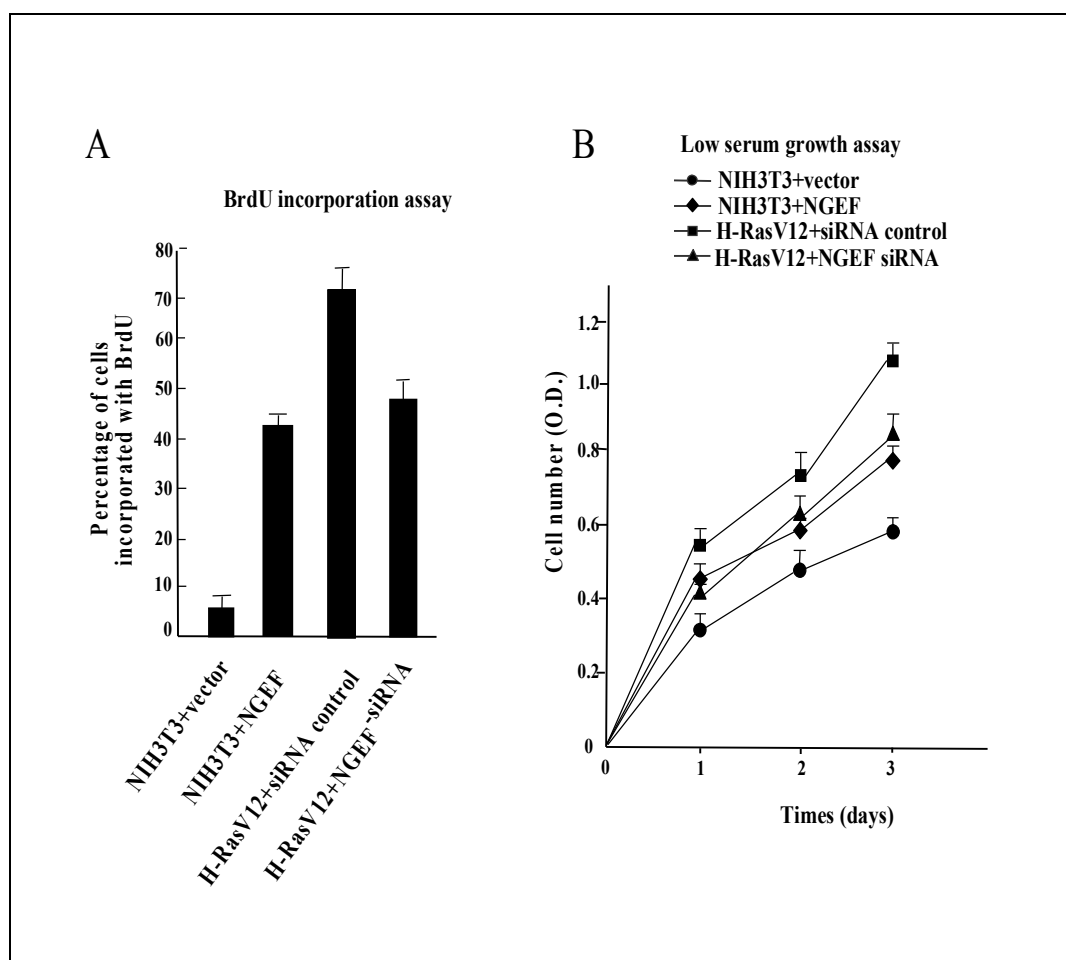 A
BrdU incorporation assay
Percentage of cells
incorporated with BrdU
80
70
60
50
40
30
20
10
0
NIH3T3+vector
NIH3T3+NGEF
H-RasV12+siRNA control
H-RasV12+NGEF-siRNA
B
Low serum growth assay
NIH3T3+vector
NIH3T3+NGEF
H-RasV12+siRNA control
H-RasV12+NGEF siRNA
Cell number (O.D.)
1.2
1.0
0.8
0.6
0.4
0.2
0
0
1
2
3
Times (days)